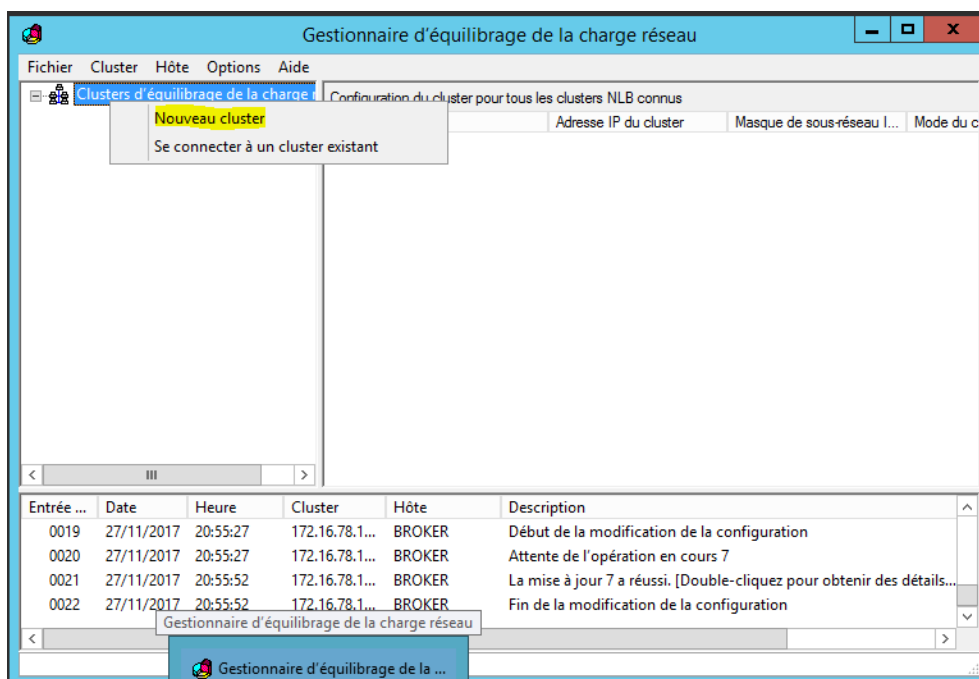 Gestionnaire d'équilibrage de la charge réseau
Fichier Cluster Hôte Options Aide
Clusters d'équilibrage de la charge r
Configuration du cluster pour tous les clusters NLB connus
Nouveau cluster
Se connecter à un cluster existant
Adresse IP du cluster Masque de sous-réseau I... Mode du c
Entrée ... Date Heure Cluster Hôte Description
0019 27/11/2017 20:55:27 172.16.78.1... BROKER Début de la modification de la configuration
0020 27/11/2017 20:55:27 172.16.78.1... BROKER Attente de l'opération en cours 7
0021 27/11/2017 20:55:52 172.16.78.1... BROKER La mise à jour 7 a réussi. [Double-cliquez pour obtenir des détails...
0022 27/11/2017 20:55:52 172.16.78.1... BROKER Fin de la modification de la configuration
Gestionnaire d'équilibrage de la charge réseau
Gestionnaire d'équilibrage de la ...